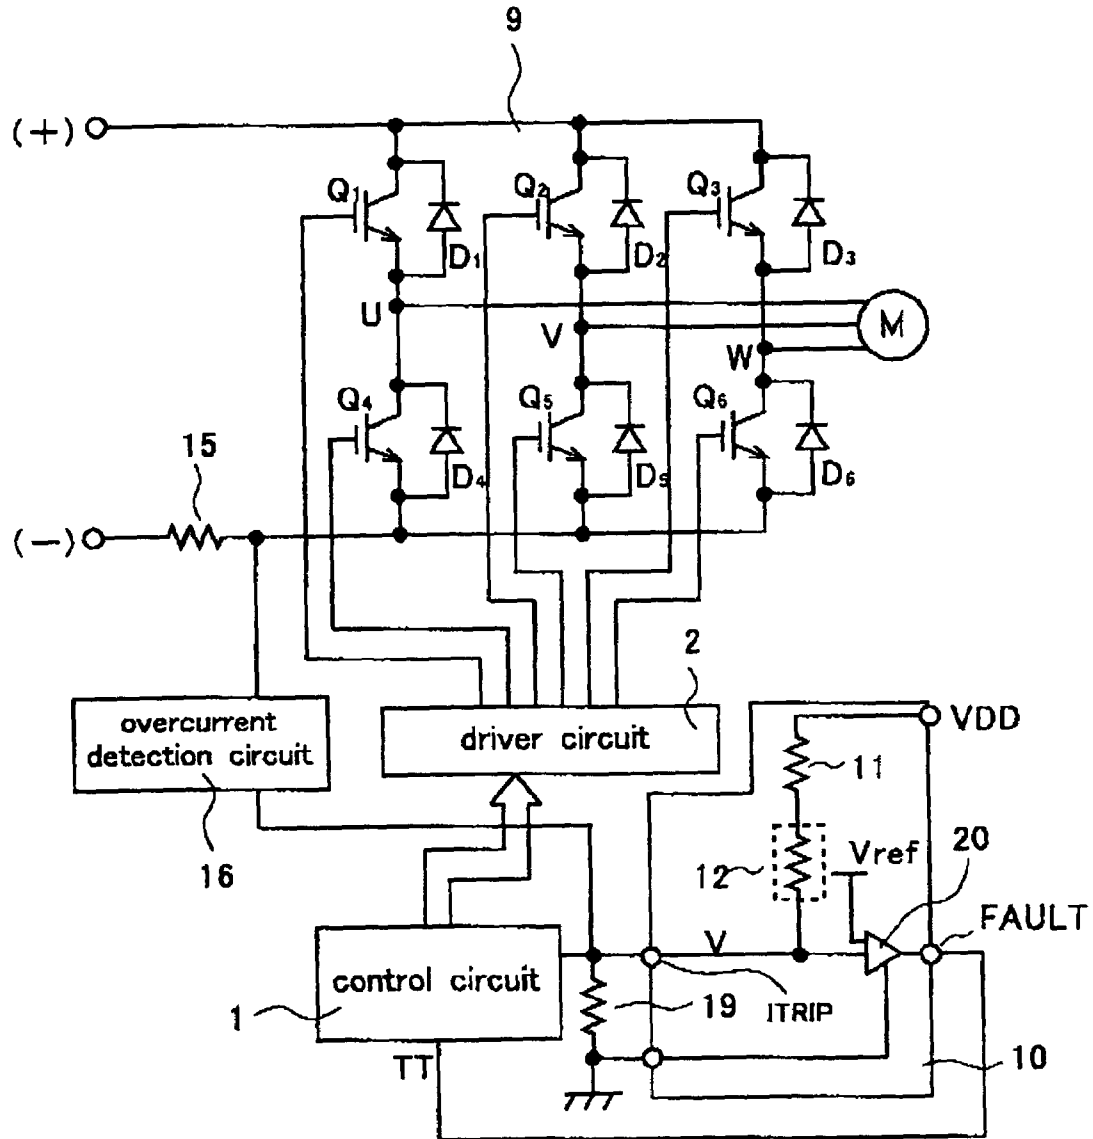 9
(+)
Q1
Q2
Q3
D1
D2
D3
U
V
W
M
Q4
Q5
Q6
D4
D5
D6
15
(-)
2
overcurrent
detection circuit
driver circuit
VDD
11
16
12
Vref
20
FAULT
control circuit
V
1
19
ITRIP
TT
10